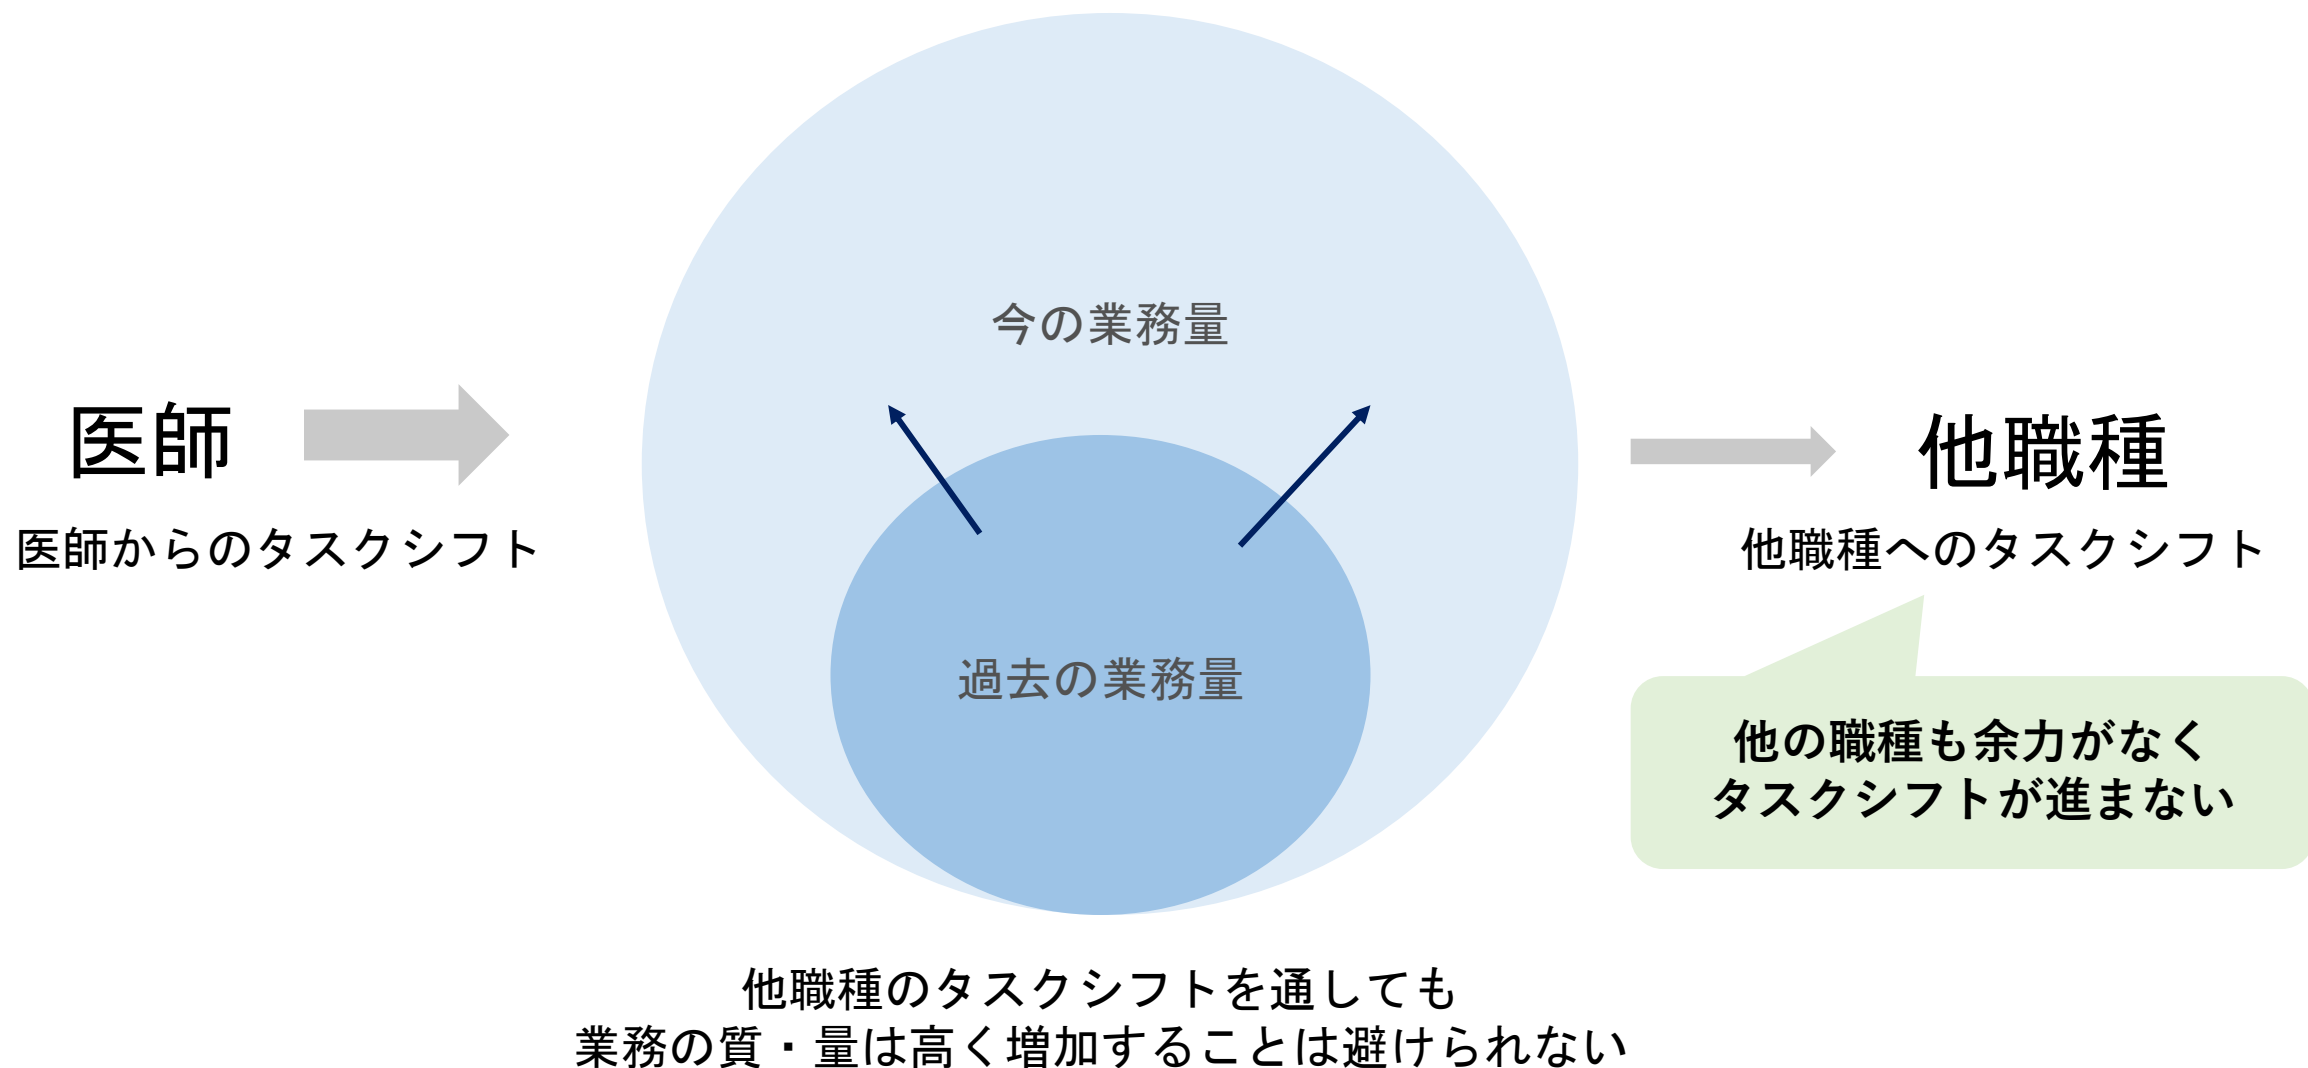 今の業務量
医師
他職種
医師からのタスクシフト
他職種へのタスクシフト
過去の業務量
他の職種も余力がなく
タスクシフトが進まない
他職種のタスクシフトを通しても
業務の質・量は高く増加することは避けられない